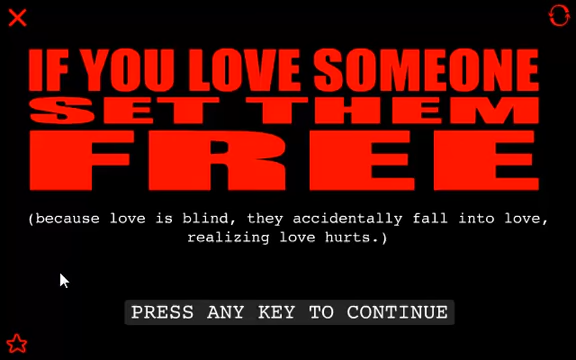 IF YOU LOVE SOMEONE
SET THEM
FREE
(because love is blind, they accidentally fall into love,
realizing love hurts.)
PRESS ANY KEY TO CONTINUE